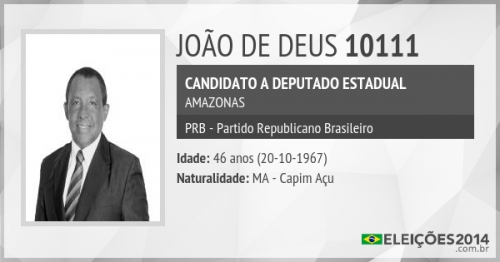 JOÃO DE DEUS 10111
CANDIDATO A DEPUTADO ESTADUAL
AMAZONAS
PRB - Partido Republicano Brasileiro
Idade: 46 anos (20-10-1967)
Naturalidade: MA - Capim Açu
ELEIÇÕES2014
.com.br